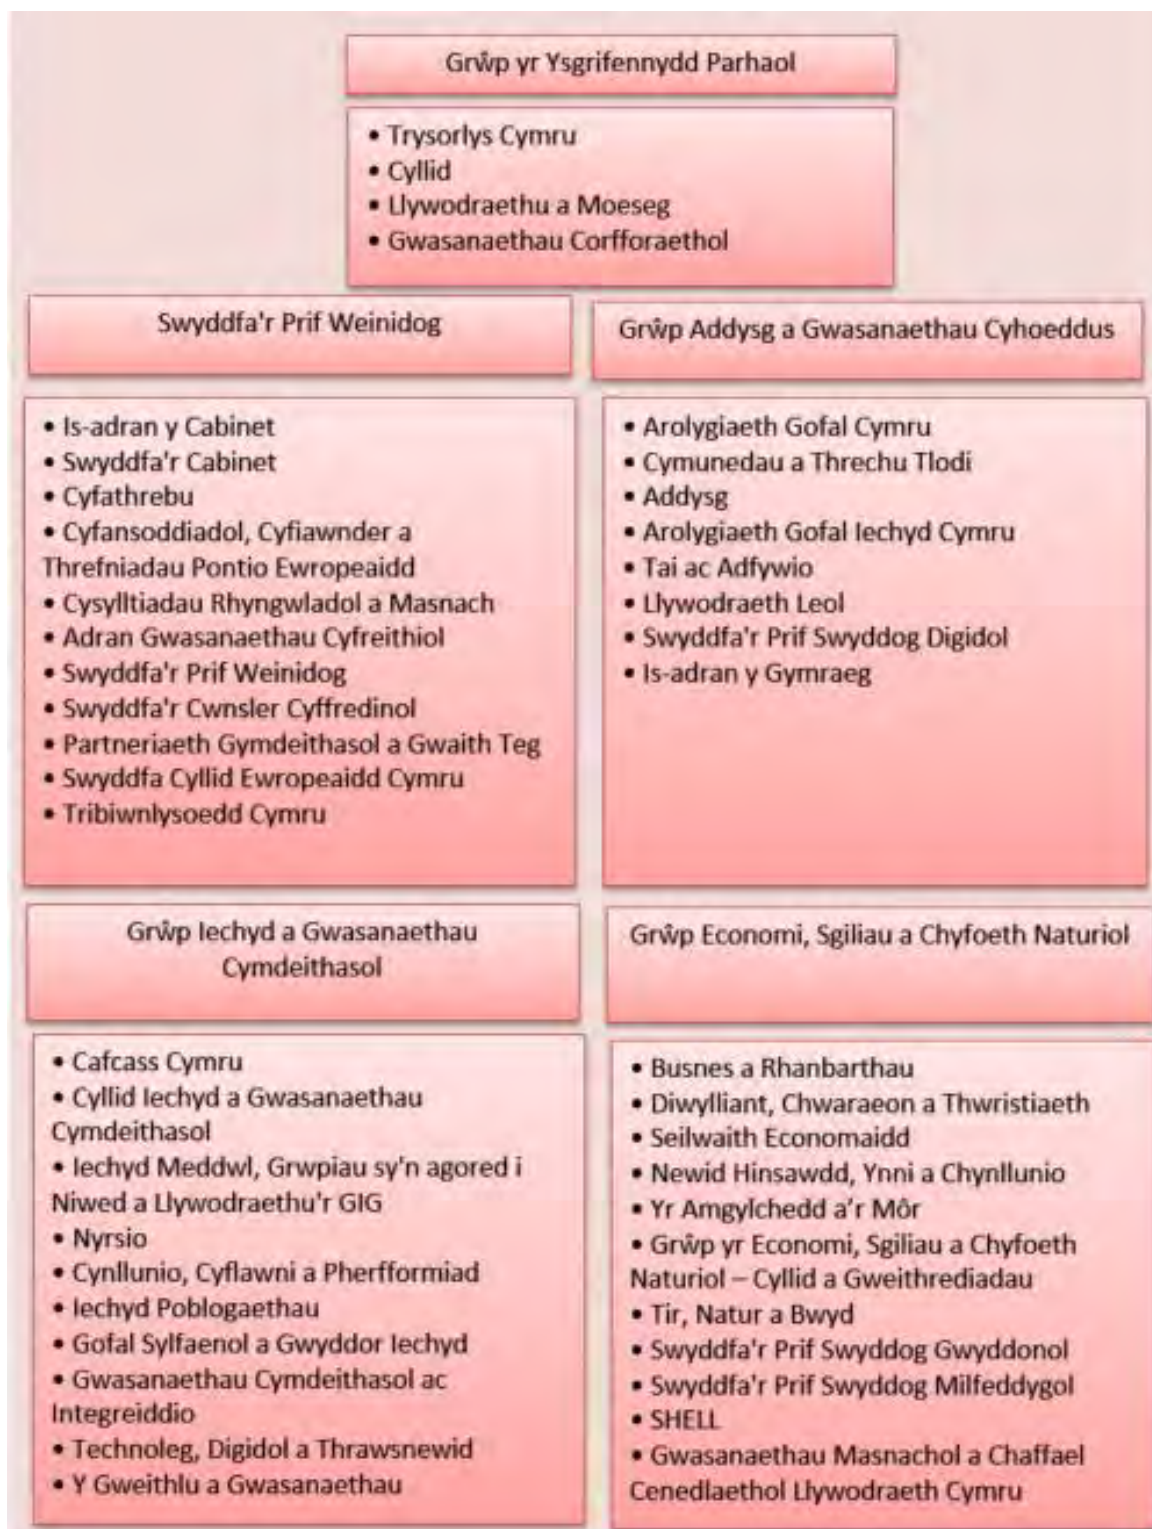 Grŵp yr Ysgrifennydd Parhaol
• Trysorlys Cymru
• Cyllid
• Llywodraethu a Moeseg
• Gwasanaethau Corfforaethol
Swyddfa'r Prif Weinidog
• Is-adran y Cabinet
• Swyddfa'r Cabinet
• Cyfathrebu
• Cyfansoddiadol, Cyfiawnder a
Threfniadau Pontio Ewropeaidd
• Cysylltiadau Rhyngwladol a Masnach
• Adran Gwasanaethau Cyfreithiol
• Swyddfa'r Prif Weinidog
• Swyddfa'r Cwnsler Cyffredinol
• Partneriaeth Gymdeithasol a Gwaith Teg
• Swyddfa Cyllid Ewropeaidd Cymru
• Tribiwnlysoedd Cymru
Grŵp Addysg a Gwasanaethau Cyhoeddus
• Arolygiaeth Gofal Cymru
• Cymunedau a Threchu Tlodi
• Addysg
• Arolygiaeth Gofal Iechyd Cymru
• Tai ac Adfywio
• Llywodraeth Leol
• Swyddfa'r Prif Swyddog Digidol
• Is-adran y Gymraeg
Grŵp Iechyd a Gwasanaethau
Cymdeithasol
• Cafcass Cymru
• Cyllid Iechyd a Gwasanaethau
Cymdeithasol
• Iechyd Meddwl, Grwpiau sy'n agored i
Niwed a Llywodraethu'r GIG
• Nyrsio
• Cynllunio, Cyflawni a Pherfformiad
• Iechyd Poblogaethau
• Gofal Sylfaenol a Gwyddor Iechyd
• Gwasanaethau Cymdeithasol ac
Integreiddio
• Technoleg, Digidol a Thrawsnewid
• Y Gweithlu a Gwasanaethau
Grŵp Economi, Sgiliau a Chyfoeth Naturiol
• Busnes a Rhanbarthau
• Diwylliant, Chwaraeon a Thwristiaeth
• Seilwaith Economaidd
• Newid Hinsawdd, Ynni a Chynllunio
• Yr Amgylchedd a'r Môr
• Grŵp yr Economi, Sgiliau a Chyfoeth
Naturiol – Cyllid a Gweithrediadau
• Tir, Natur a Bwyd
• Swyddfa'r Prif Swyddog Gwyddonol
• Swyddfa'r Prif Swyddog Milfeddygol
• SHELL
• Gwasanaethau Masnachol a Chaffael
Cenedlaethol Llywodraeth Cymru